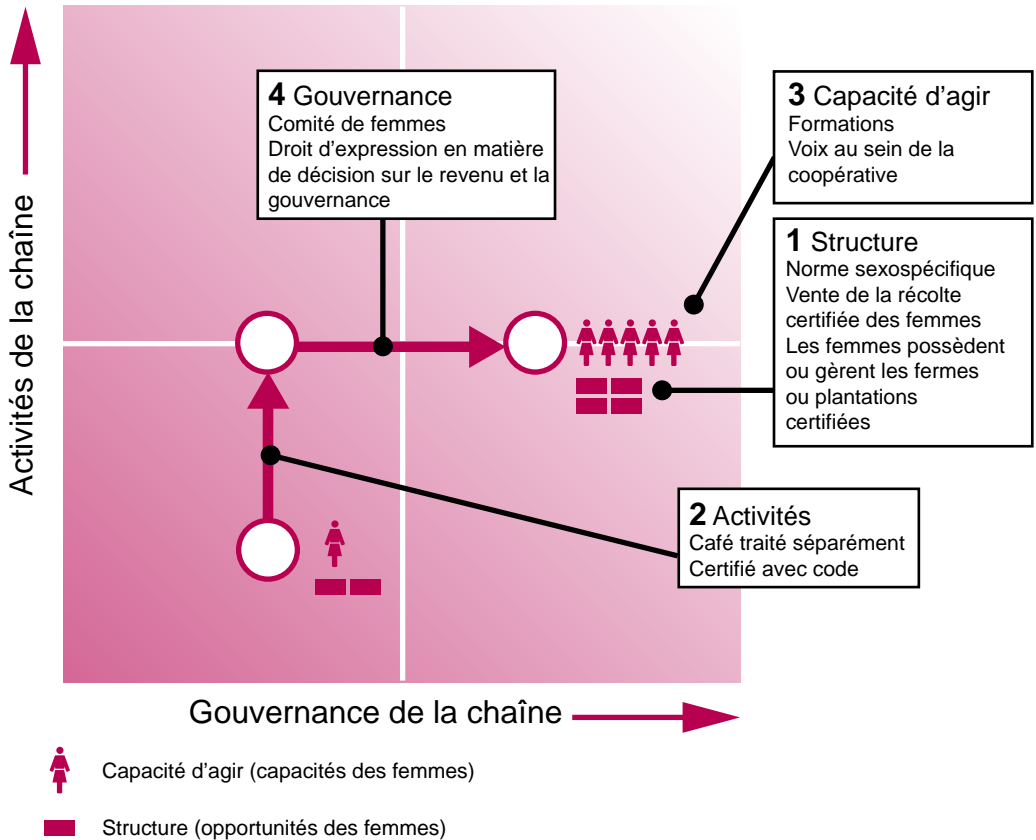 Activités de la chaîne
4 Gouvernance
Comité de femmes
Droit d'expression en matière
de décision sur le revenu et la
gouvernance
3 Capacité d'agir
Formations
Voix au sein de la
coopérative
1 Structure
Norme sexospécifique
Vente de la récolte
certifiée des femmes
Les femmes possèdent
ou gèrent les fermes
ou plantations
certifiées
2 Activités
Café traité séparément
Certifié avec code
Gouvernance de la chaîne
Capacité d'agir (capacités des femmes)
Structure (opportunités des femmes)